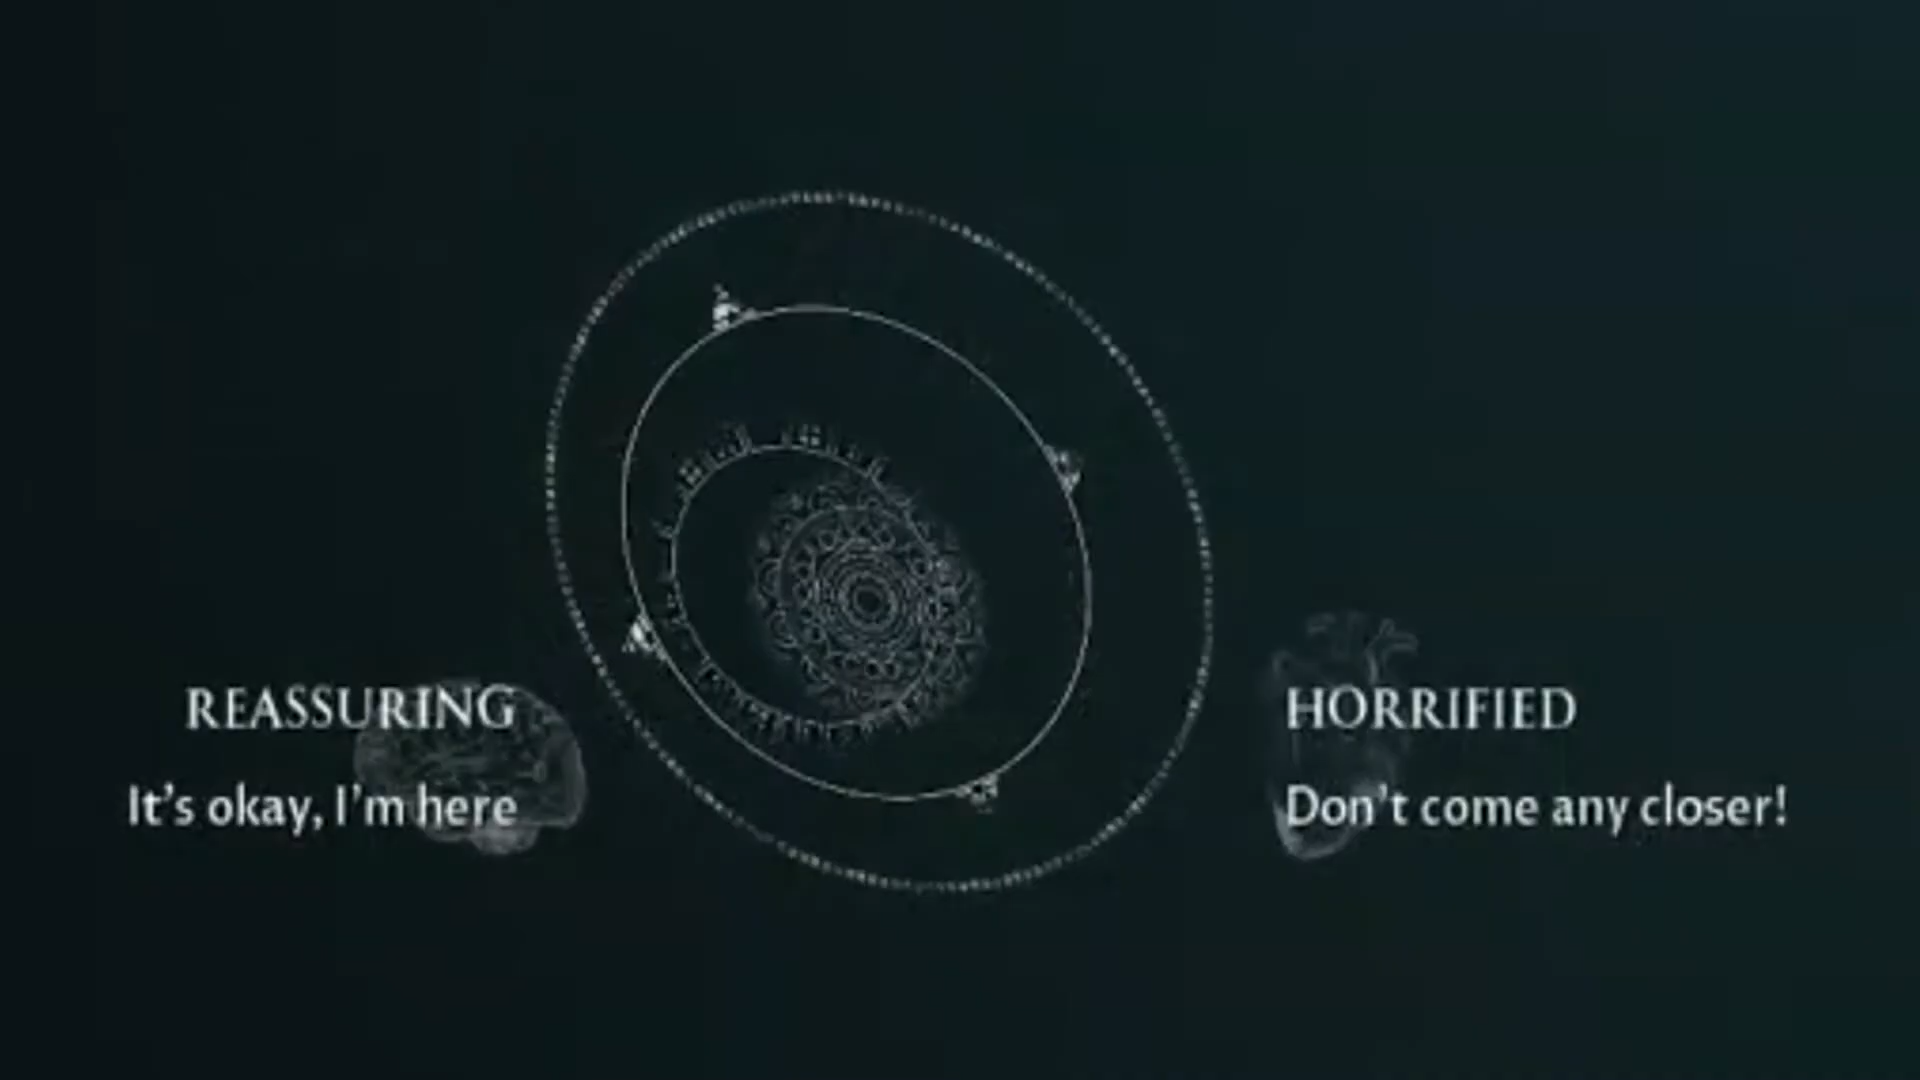 REASSURING
It's okay, I'm here
HORRIFIED
Don't come any closer!